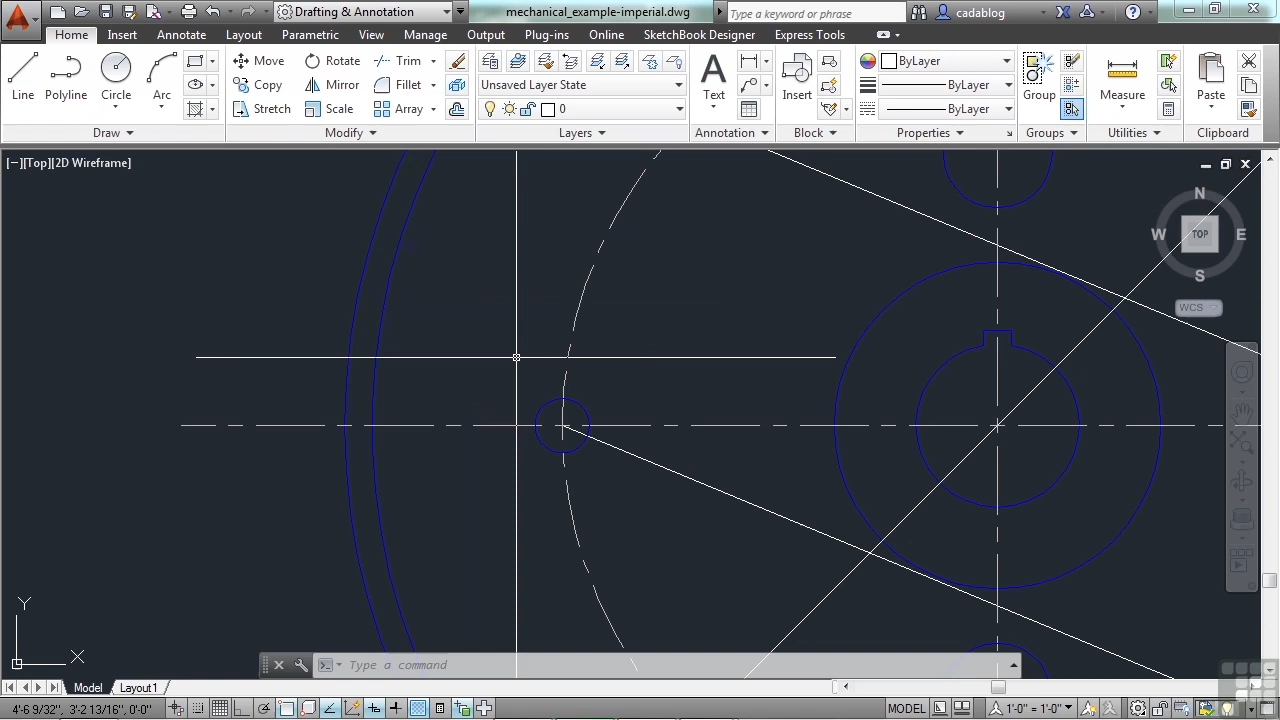 Drafting & Annotation
mechanical_example-imperial.dwg
Type a keyword or phrase
cadablog
Home Insert Annotate Layout Parametric View Manage Output Plug-ins Online SketchBook Designer Express Tools
Line Polyline Circle Arc
Move Rotate Trim
Copy Mirror Fillet
Stretch Scale Array
Unsaved Layer State
0
Text
Insert
ByLayer
ByLayer
ByLayer
Group
Measure
Paste
Draw Modify Layers Annotation Block Properties Groups Utilities Clipboard
[−][Top][2D Wireframe]
N
W TOP E
S
WCS
Y
X
Type a command
Model Layout1
4'-6 9/32", 3'-2 13/16", 0'-0"
MODEL
1'-0" = 1'-0"